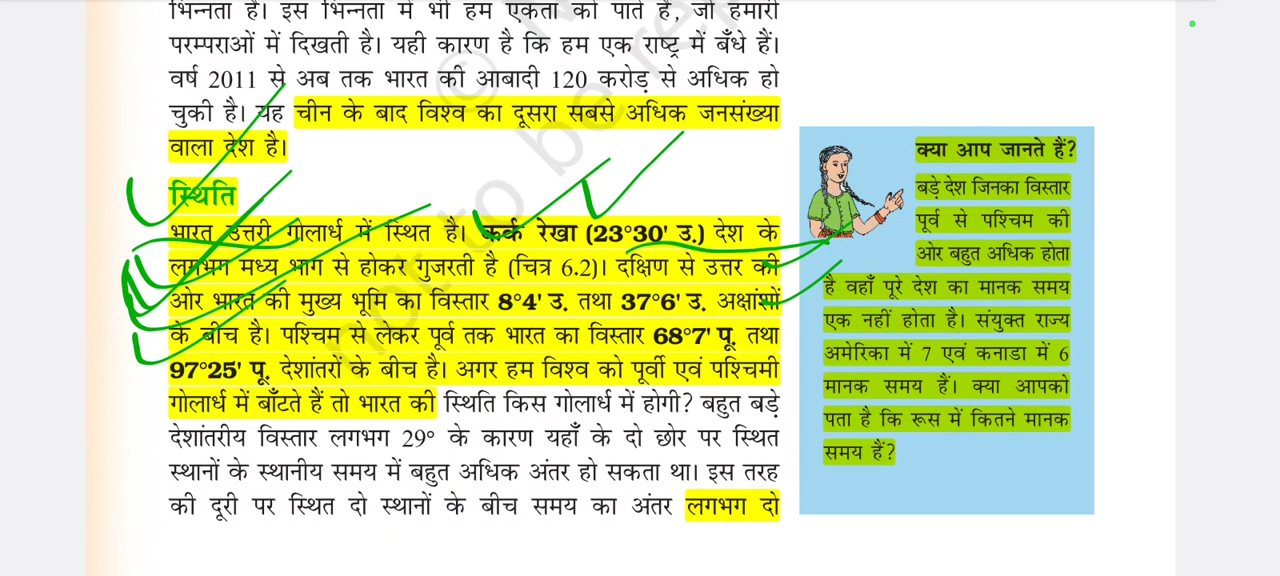 भिन्नता है। इस भिन्नता में भी हम एकता को पाते हैं, जो हमारी
परम्पराओं में दिखती है। यही कारण है कि हम एक राष्ट्र में बँधे हैं।
वर्ष 2011 से अब तक भारत की आबादी 120 करोड़ से अधिक हो
चुकी है। यह चीन के बाद विश्व का दूसरा सबसे अधिक जनसंख्या
वाला देश है।
स्थिति
भारत उत्तरी गोलार्ध में स्थित है। कर्क रेखा (23°30' उ.) देश के
लगभग मध्य भाग से होकर गुजरती है (चित्र 6.2)। दक्षिण से उत्तर की
ओर भारत की मुख्य भूमि का विस्तार 8°4' उ. तथा 37°6' उ. अक्षांशों
के बीच है। पश्चिम से लेकर पूर्व तक भारत का विस्तार 68°7' पू. तथा
97°25' पू. देशांतरों के बीच है। अगर हम विश्व को पूर्वी एवं पश्चिमी
गोलार्ध में बाँटते हैं तो भारत की स्थिति किस गोलार्ध में होगी? बहुत बड़े
देशांतरीय विस्तार लगभग 29° के कारण यहाँ के दो छोर पर स्थित
स्थानों के स्थानीय समय में बहुत अधिक अंतर हो सकता था। इस तरह
की दूरी पर स्थित दो स्थानों के बीच समय का अंतर लगभग दो
क्या आप जानते हैं?
बड़े देश जिनका विस्तार
पूर्व से पश्चिम की
ओर बहुत अधिक होता
है वहाँ पूरे देश का मानक समय
एक नहीं होता है। संयुक्त राज्य
अमेरिका में 7 एवं कनाडा में 6
मानक समय हैं। क्या आपको
पता है कि रूस में कितने मानक
समय हैं?
not to be rep
©